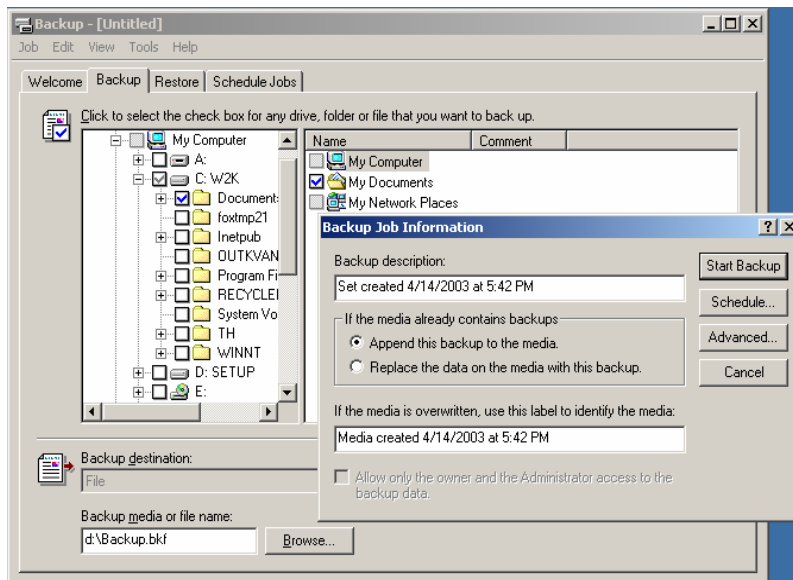 Backup - [Untitled]
Job Edit View Tools Help
Welcome Backup Restore Schedule Jobs
Click to select the check box for any drive, folder or file that you want to back up.
My Computer
A:
C: W2K
Document:
foxtmp21
Inetpub
OUTKVAN
Program Fi
RECYCLE
System Vo
TH
WINNT
D: SETUP
E:
Name Comment
My Computer
My Documents
My Network Places
Backup Job Information
Backup description:
Set created 4/14/2003 at 5:42 PM
If the media already contains backups
Append this backup to the media.
Replace the data on the media with this backup.
If the media is overwritten, use this label to identify the media:
Media created 4/14/2003 at 5:42 PM
Allow only the owner and the Administrator access to the
backup data.
Start Backup
Schedule...
Advanced...
Cancel
Backup destination:
File
Backup media or file name:
d:\Backup.bkf
Browse...